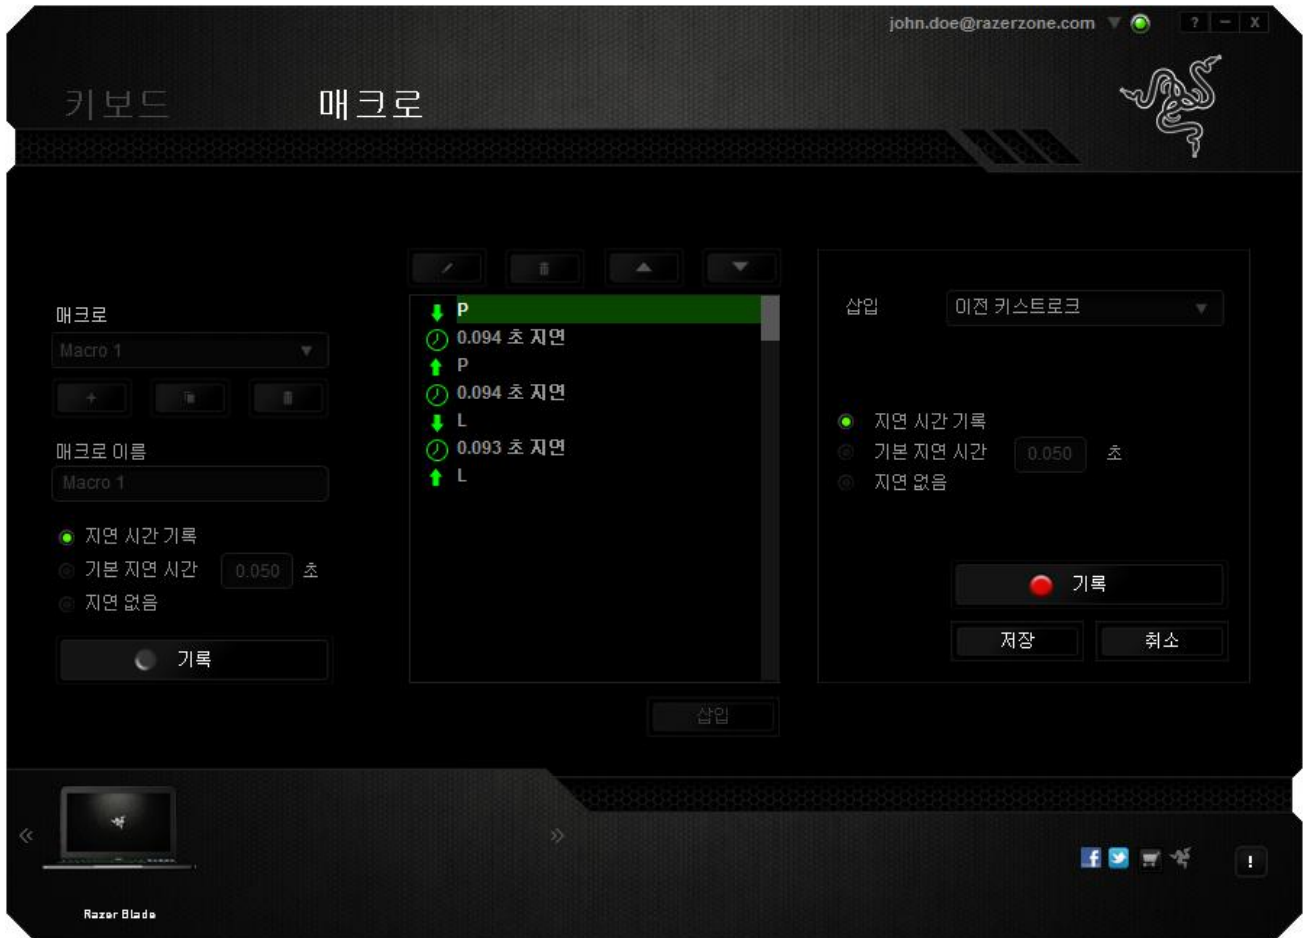 john.doe@razerzone.com
? – X
키보드
매크로
매크로
Macro 1
매크로 이름
Macro 1
지연 시간 기록
기본 지연 시간 0.050 초
지연 없음
기록
P
0.094 초 지연
P
0.094 초 지연
L
0.093 초 지연
L
삽입
삽입 이전 키스트로크
지연 시간 기록
기본 지연 시간 0.050 초
지연 없음
기록
저장 취소
Razer Blade
!